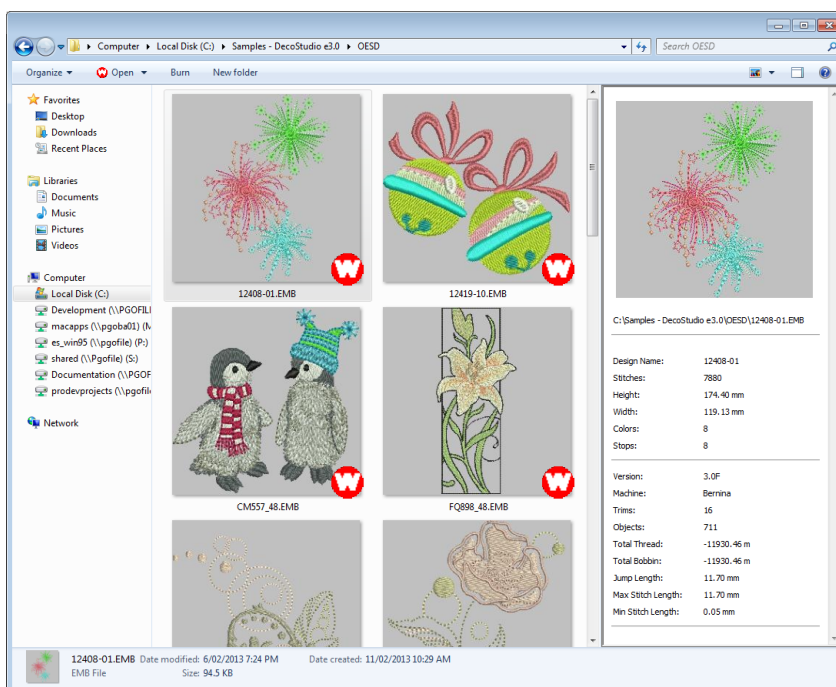 Computer Local Disk (C:) Samples - DecoStudio e3.0 OESD
Search OESD
Organize Open Burn New folder
Favorites
Desktop
Downloads
Recent Places
Libraries
Documents
Music
Pictures
Videos
Computer
Local Disk (C:)
Development (\\PGOFIL
macapps (\\pgoba01) (M
es_win95 (\\pgofile) (P:)
shared (\\Pgofile) (S:)
Documentation (\\PGOF
prodevprojects (\\pgofile
Network
W
12408-01.EMB
W
12419-10.EMB
W
CM557_48.EMB
W
FQ898_48.EMB
C:\Samples - DecoStudio e3.0\OESD\12408-01.EMB
Design Name: 12408-01
Stitches: 7880
Height: 174.40 mm
Width: 119.13 mm
Colors: 8
Stops: 8
Version: 3.0F
Machine: Bernina
Trims: 16
Objects: 711
Total Thread: -11930.46 m
Total Bobbin: -11930.46 m
Jump Length: 11.70 mm
Max Stitch Length: 11.70 mm
Min Stitch Length: 0.05 mm
12408-01.EMB Date modified: 6/02/2013 7:24 PM Date created: 11/02/2013 10:29 AM
EMB File Size: 94.5 KB